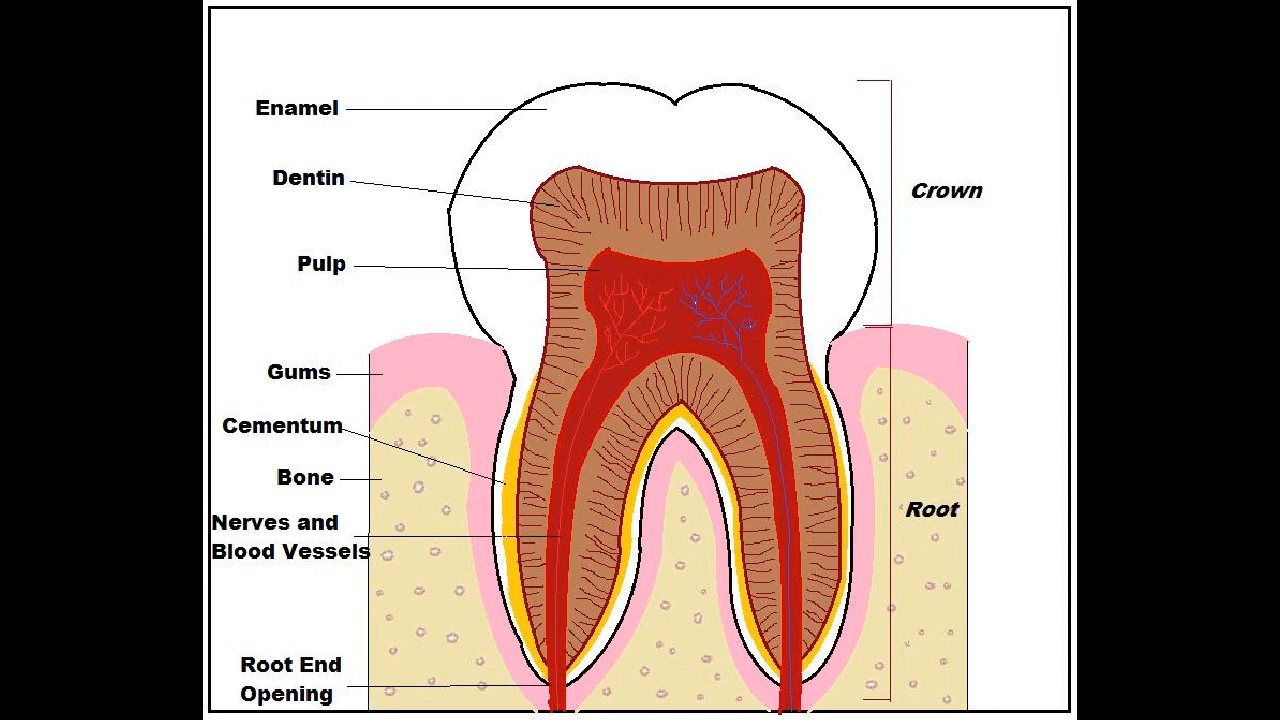 Enamel
Dentin
Pulp
Gums
Cementum
Bone
Nerves and
Blood Vessels
Root End
Opening
Crown
Root